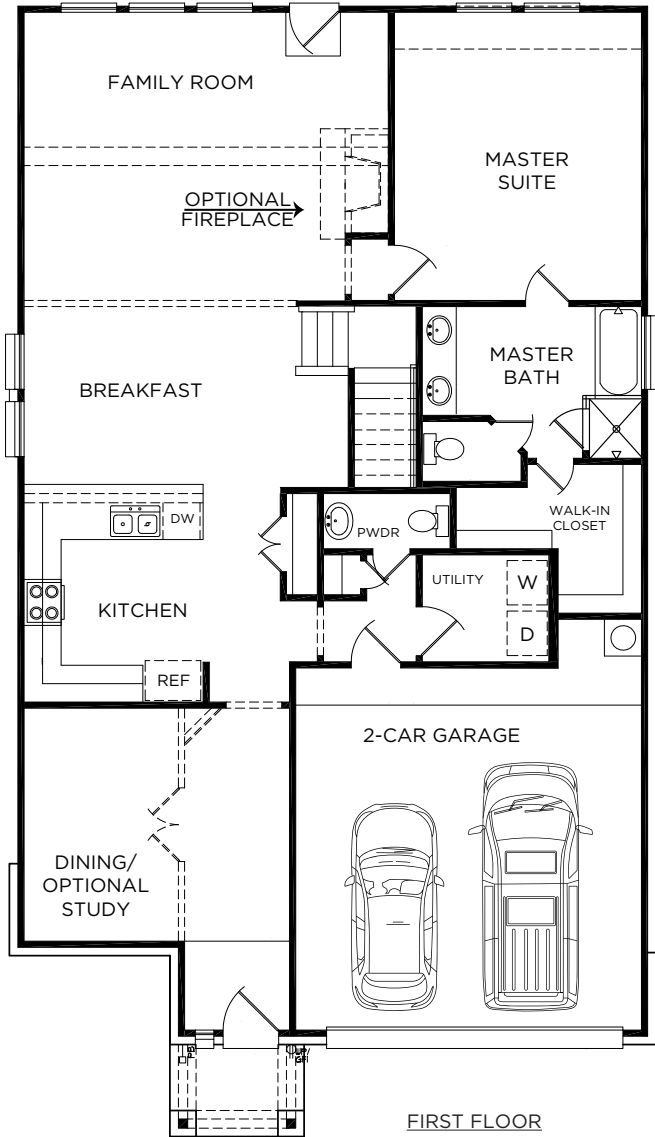 FAMILY ROOM
MASTER
SUITE
OPTIONAL
FIREPLACE
MASTER
BATH
BREAKFAST
DW
PWDR
WALK-IN
CLOSET
UTILITY
W
D
KITCHEN
REF
2-CAR GARAGE
DINING/
OPTIONAL
STUDY
PB
FIRST FLOOR